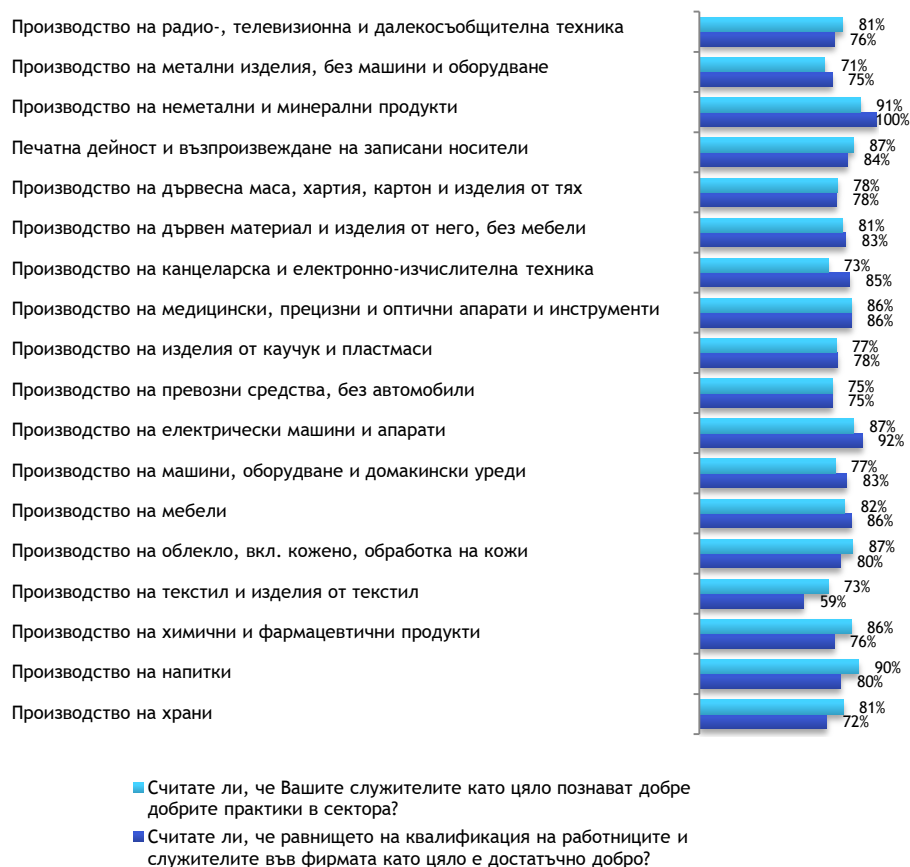 Производство на радио-, телевизионна и далекосъобщителна техника 81%
76%
Производство на метални изделия, без машини и оборудване 71%
75%
Производство на неметални и минерални продукти 91%
100%
Печатна дейност и възпроизвеждане на записани носители 87%
84%
Производство на дървесна маса, хартия, картон и изделия от тях 78%
78%
Производство на дървен материал и изделия от него, без мебели 81%
83%
Производство на канцеларска и електронно-изчислителна техника 73%
85%
Производство на медицински, прецизни и оптични апарати и инструменти 86%
86%
Производство на изделия от каучук и пластмаси 77%
78%
Производство на превозни средства, без автомобили 75%
75%
Производство на електрически машини и апарати 87%
92%
Производство на машини, оборудване и домакински уреди 77%
83%
Производство на мебели 82%
86%
Производство на облекло, вкл. кожено, обработка на кожи 87%
80%
Производство на текстил и изделия от текстил 73%
59%
Производство на химични и фармацевтични продукти 86%
76%
Производство на напитки 90%
80%
Производство на храни 81%
72%
Считате ли, че Вашите служителите като цяло познават добре
добрите практики в сектора?
Считате ли, че равнището на квалификация на работниците и
служителите във фирмата като цяло е достатъчно добро?